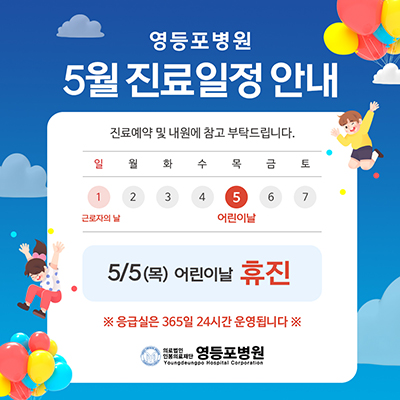 영등포병원
5월 진료일정 안내
진료예약 및 내원에 참고 부탁드립니다.
일 월 화 수 목 금 토
1 2 3 4 5 6 7
근로자의 날 어린이날
5/5(목) 어린이날 휴진
※ 응급실은 365일 24시간 운영됩니다 ※
의료법인
인봉의료재단
영등포병원
Youngdeungpo Hospital Corporation